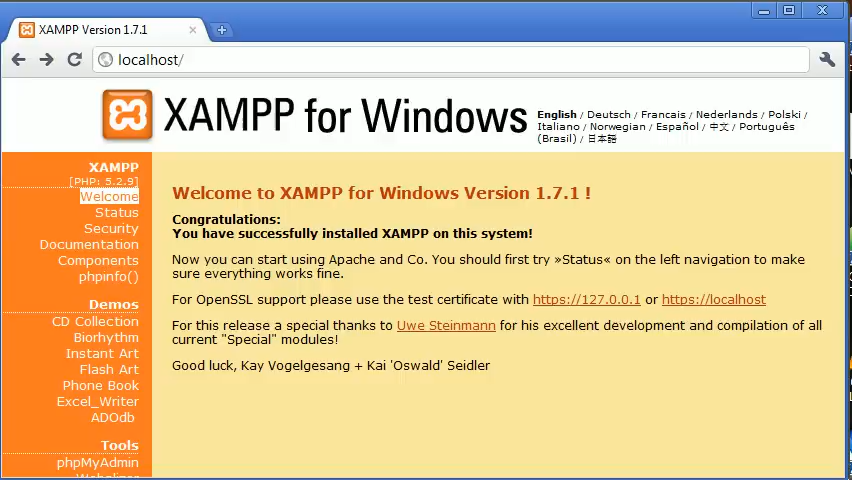 XAMPP Version 1.7.1
localhost/
XAMPP for Windows
English / Deutsch / Francais / Nederlands / Polski /
Italiano / Norwegian / Español / 中文 / Português
(Brasil) / 日本語
XAMPP
[PHP: 5.2.9]
Welcome
Status
Security
Documentation
Components
phpinfo()
Demos
CD Collection
Biorhythm
Instant Art
Flash Art
Phone Book
Excel_Writer
ADOdb
Tools
phpMyAdmin
Welcome to XAMPP for Windows Version 1.7.1 !
Congratulations:
You have successfully installed XAMPP on this system!
Now you can start using Apache and Co. You should first try »Status« on the left navigation to make
sure everything works fine.
For OpenSSL support please use the test certificate with https://127.0.0.1 or https://localhost
For this release a special thanks to Uwe Steinmann for his excellent development and compilation of all
current "Special" modules!
Good luck, Kay Vogelgesang + Kai 'Oswald' Seidler